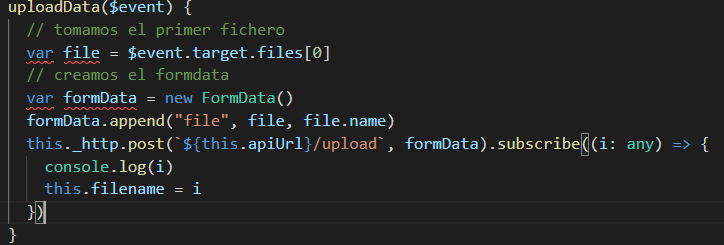 uploadData($event) {
// tomamos el primer fichero
var file = $event.target.files[0]
// creamos el formdata
var formData = new FormData()
formData.append("file", file, file.name)
this._http.post(`${this.apiUrl}/upload`, formData).subscribe((i: any) => {
console.log(i)
this.filename = i
})
}